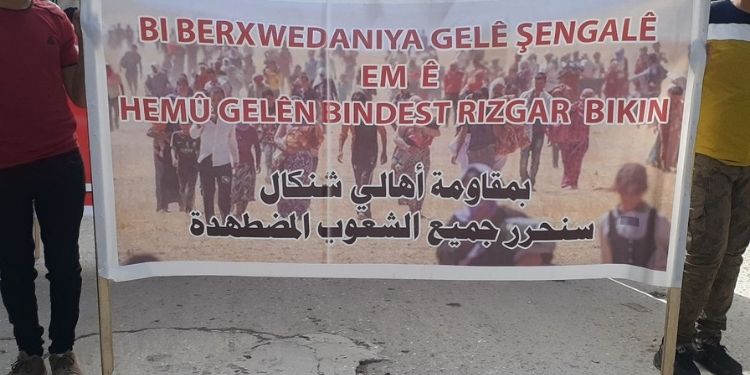 BI BERXWEDANIYA GELÊ ŞENGALÊ
EM Ê
HEMÛ GELÊN BINDEST RIZGAR BIKIN
بمقاومة أهالي شنكال
سنحرر جميع الشعوب المضطهدة